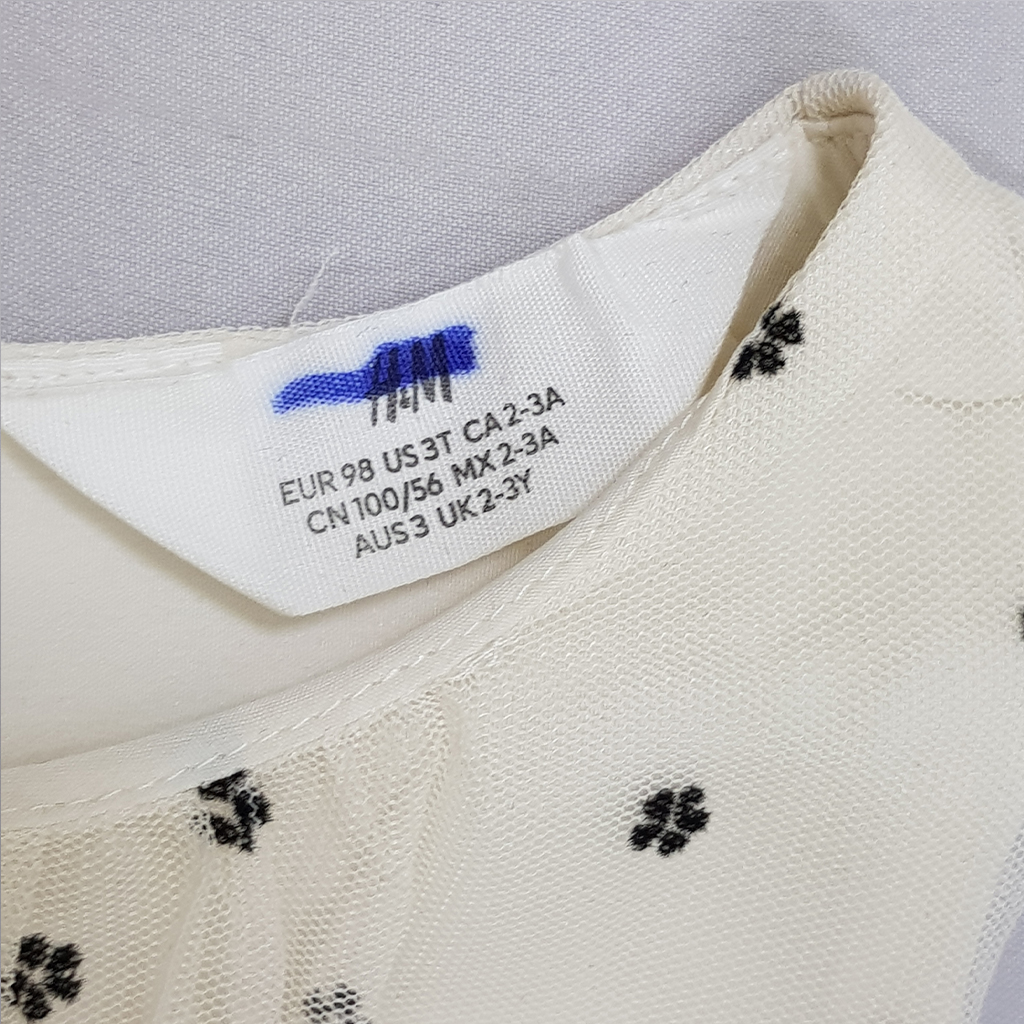 H&M
EUR 98 US 3T CA 2-3A
CN 100/56 MX 2-3A
AUS 3 UK 2-3Y